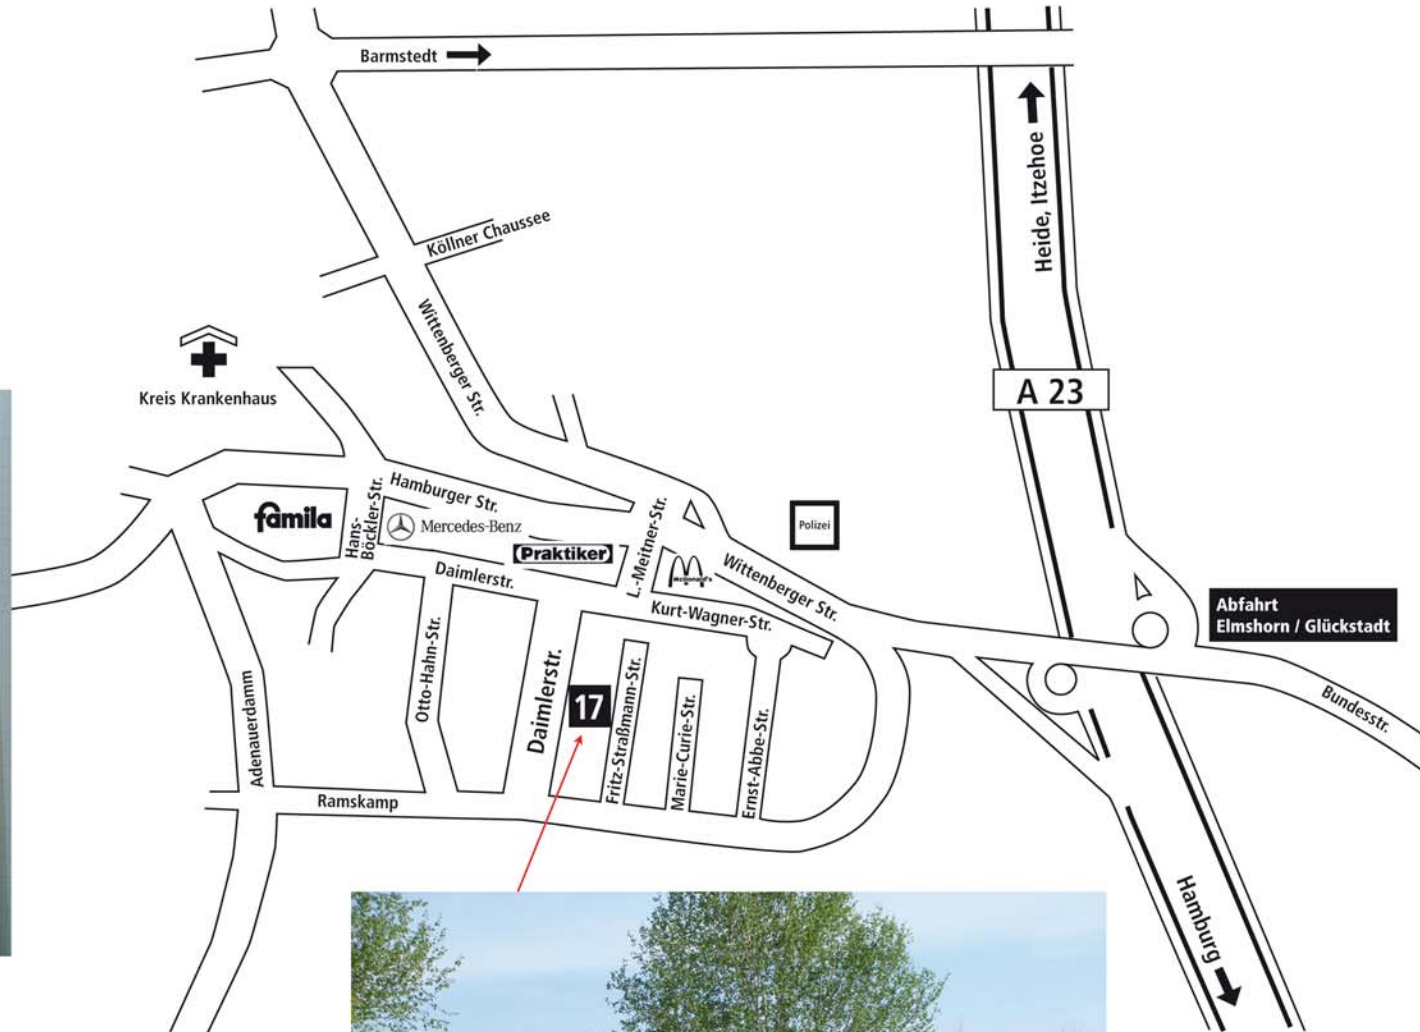 Barmstedt
Heide, Itzehoe
Köllner Chaussee
Wittenberger Str.
Kreis Krankenhaus
A 23
Hamburger Str.
famila
Hans-
Böckler-Str.
Mercedes-Benz
Praktiker
L.-Meitner-Str.
McDonald's
Polizei
Wittenberger Str.
Daimlerstr.
Kurt-Wagner-Str.
Abfahrt
Elmshorn / Glückstadt
Otto-Hahn-Str.
Daimlerstr.
17
Fritz-Straßmann-Str.
Marie-Curie-Str.
Ernst-Abbe-Str.
Bundesstr.
Adenauerdamm
Ramskamp
Hamburg